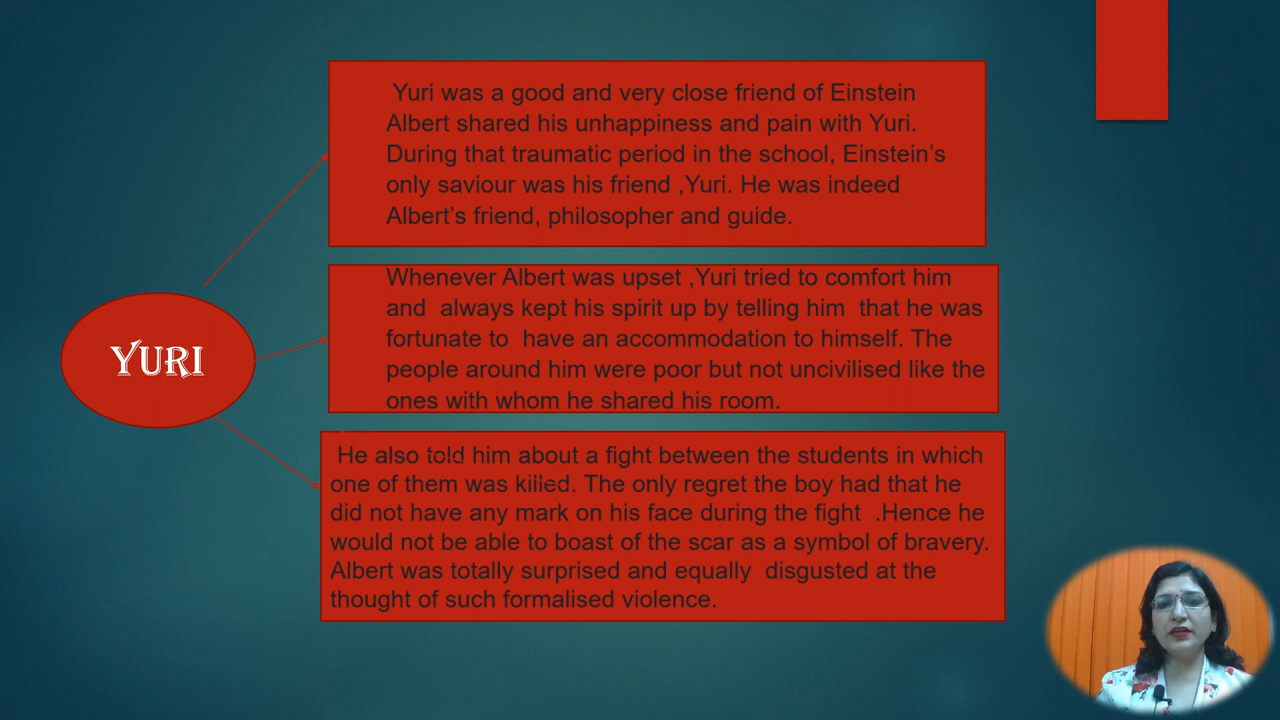 Yuri was a good and very close friend of Einstein
Albert shared his unhappiness and pain with Yuri.
During that traumatic period in the school, Einstein’s
only saviour was his friend ,Yuri. He was indeed
Albert’s friend, philosopher and guide.
YURI
Whenever Albert was upset ,Yuri tried to comfort him
and always kept his spirit up by telling him that he was
fortunate to have an accommodation to himself. The
people around him were poor but not uncivilised like the
ones with whom he shared his room.
He also told him about a fight between the students in which
one of them was killed. The only regret the boy had that he
did not have any mark on his face during the fight .Hence he
would not be able to boast of the scar as a symbol of bravery.
Albert was totally surprised and equally disgusted at the
thought of such formalised violence.